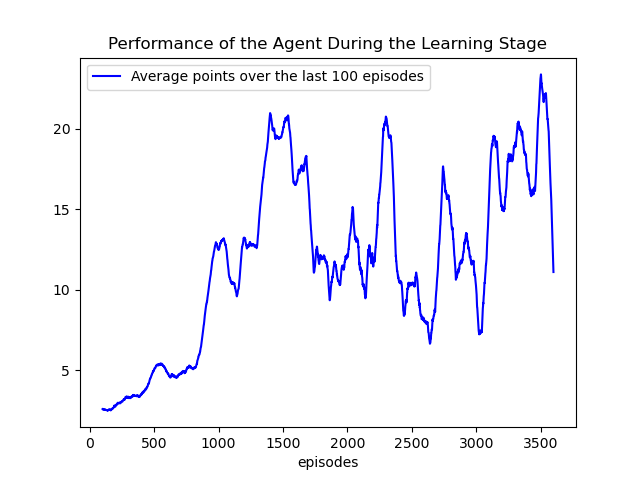 Performance of the Agent During the Learning Stage
Average points over the last 100 episodes
20
15
10
5
0 500 1000 1500 2000 2500 3000 3500
episodes